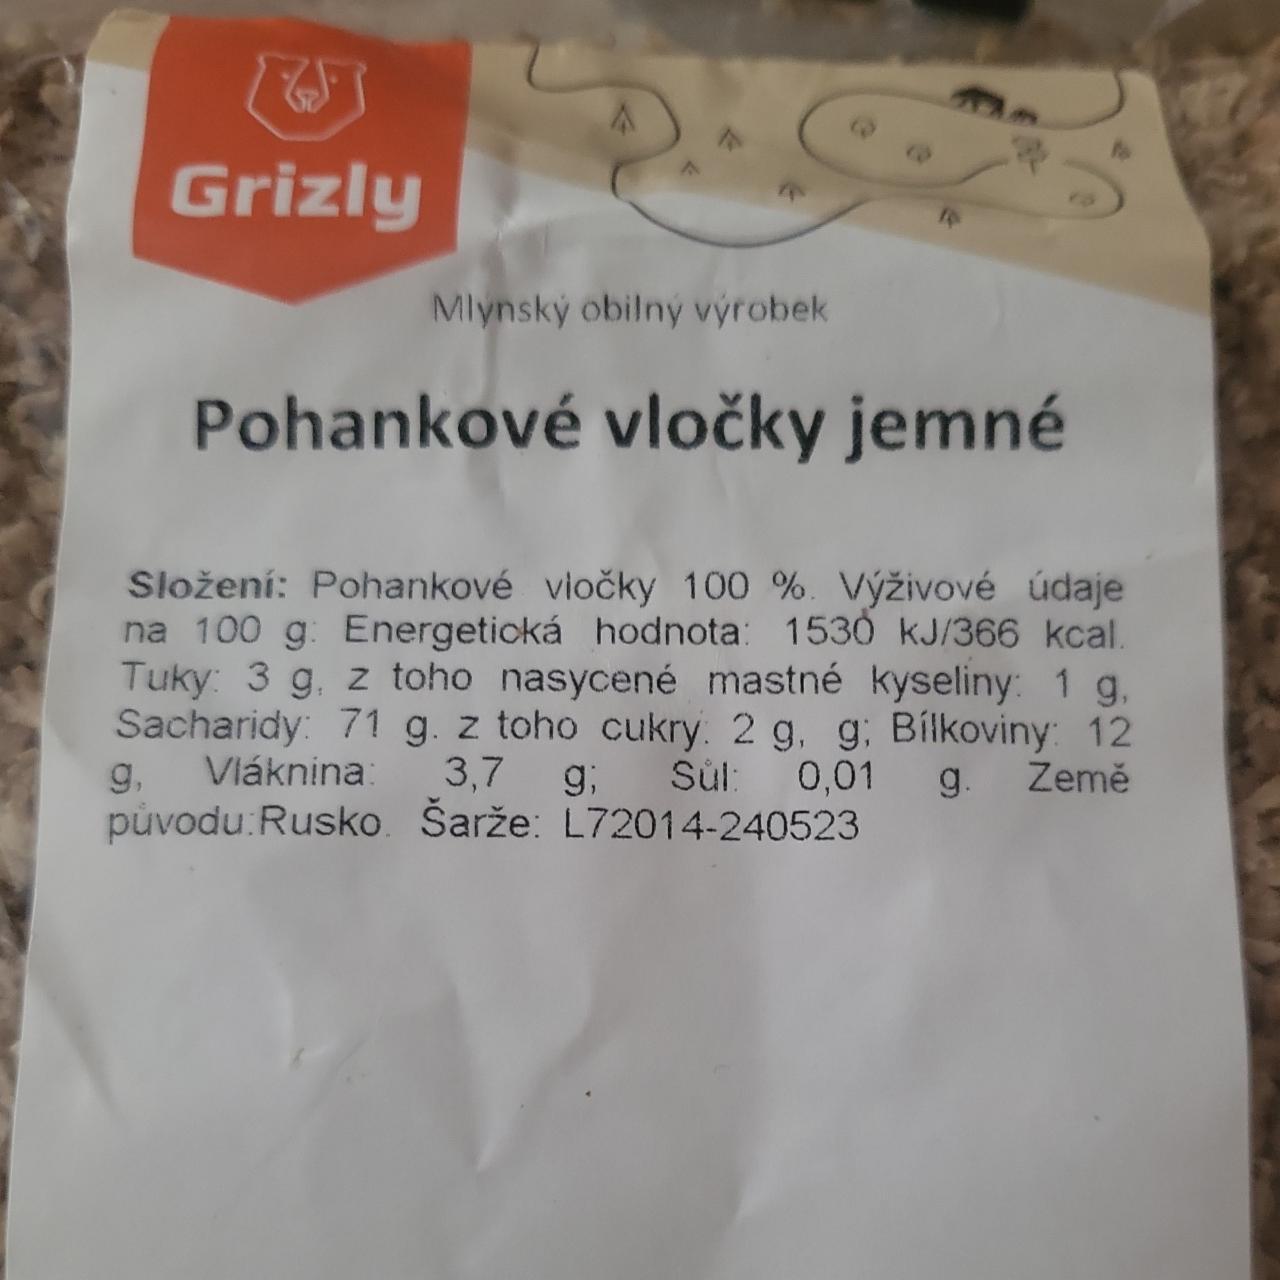 Grizly
Mlýnský obilný výrobek
Pohankové vločky jemné
Složení: Pohankové vločky 100 %. Výživové údaje
na 100 g: Energetická hodnota: 1530 kJ/366 kcal.
Tuky: 3 g, z toho nasycené mastné kyseliny: 1 g,
Sacharidy: 71 g. z toho cukry: 2 g, g; Bílkoviny: 12
g, Vláknina: 3,7 g; Sůl: 0,01 g. Země
původu:Rusko. Šarže: L72014-240523